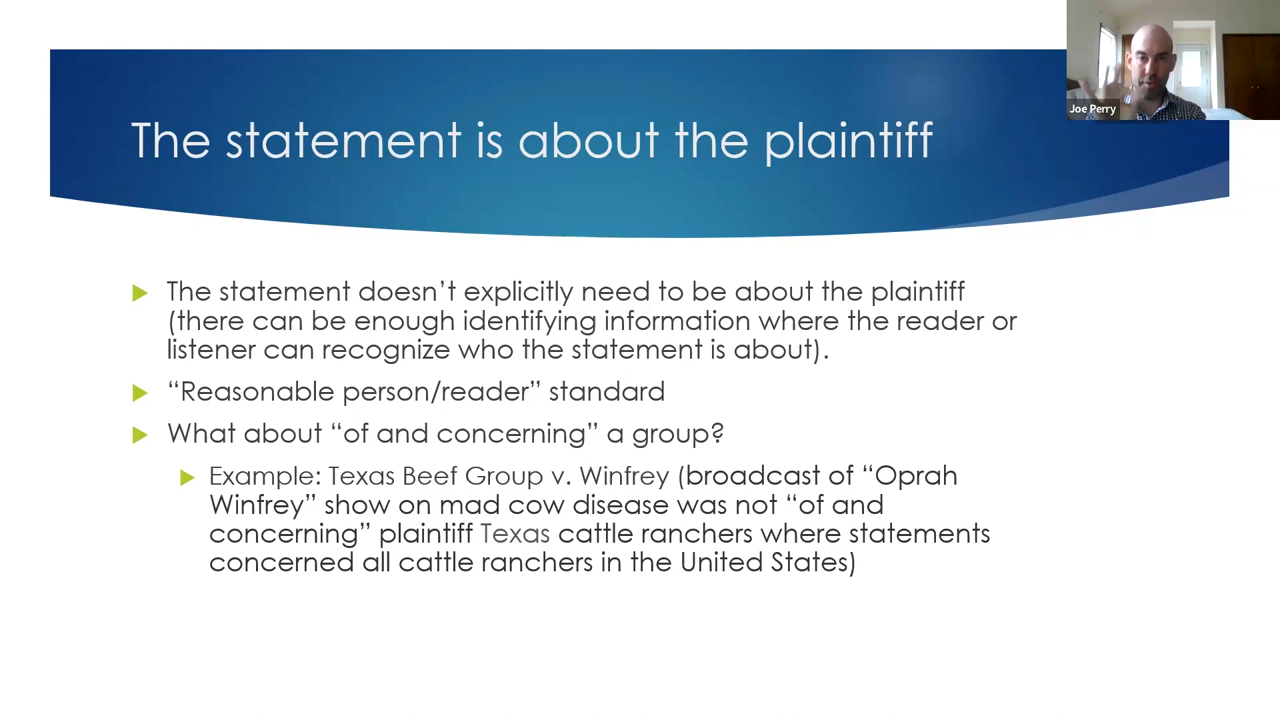 Joe Perry
The statement is about the plaintiff
The statement doesn’t explicitly need to be about the plaintiff
(there can be enough identifying information where the reader or
listener can recognize who the statement is about).
“Reasonable person/reader” standard
What about “of and concerning” a group?
Example: Texas Beef Group v. Winfrey (broadcast of “Oprah
Winfrey” show on mad cow disease was not “of and
concerning” plaintiff Texas cattle ranchers where statements
concerned all cattle ranchers in the United States)